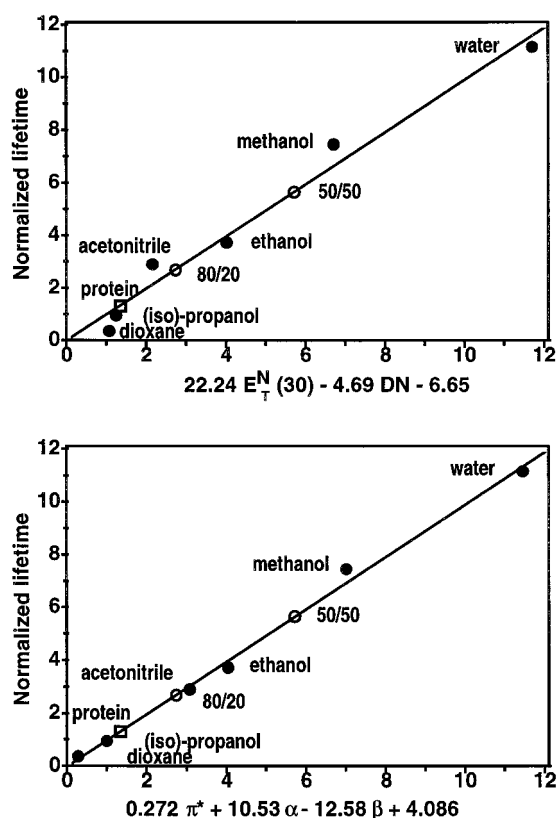 12
10
8
6
4
2
0
Normalized lifetime
water
methanol
50/50
ethanol
acetonitrile
80/20
protein
(iso)-propanol
dioxane
0 2 4 6 8 10 12
22.24 E_T^N (30) - 4.69 DN - 6.65
12
10
8
6
4
2
0
Normalized lifetime
water
methanol
50/50
ethanol
acetonitrile
80/20
protein
(iso)-propanol
dioxane
0 2 4 6 8 10 12
0.272 π* + 10.53 α - 12.58 β + 4.086